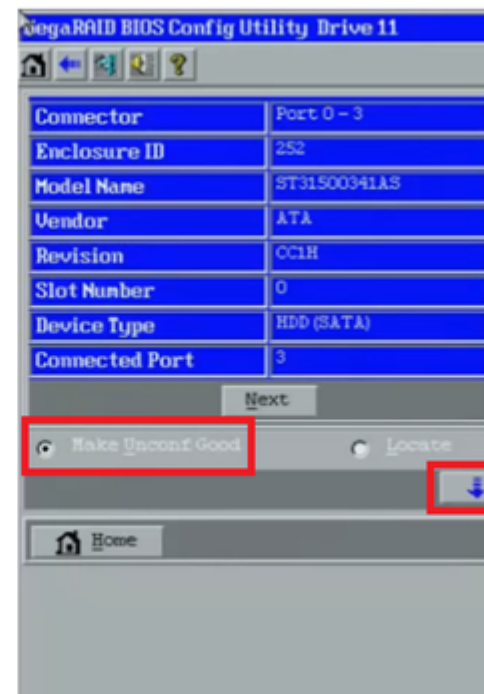 MegaRAID BIOS Config Utility Drive 11
Connector Port 0 - 3
Enclosure ID 252
Model Name ST31500341AS
Vendor ATA
Revision CC1H
Slot Number 0
Device Type HDD (SATA)
Connected Port 3
Next
Make Unconf Good Locate
Home